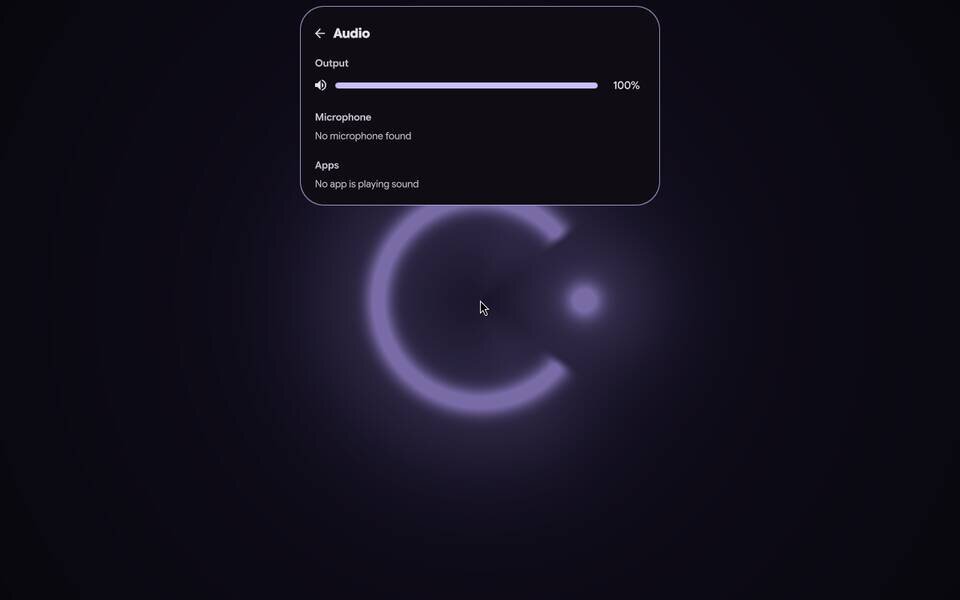 Audio
Output
100%
Microphone
No microphone found
Apps
No app is playing sound